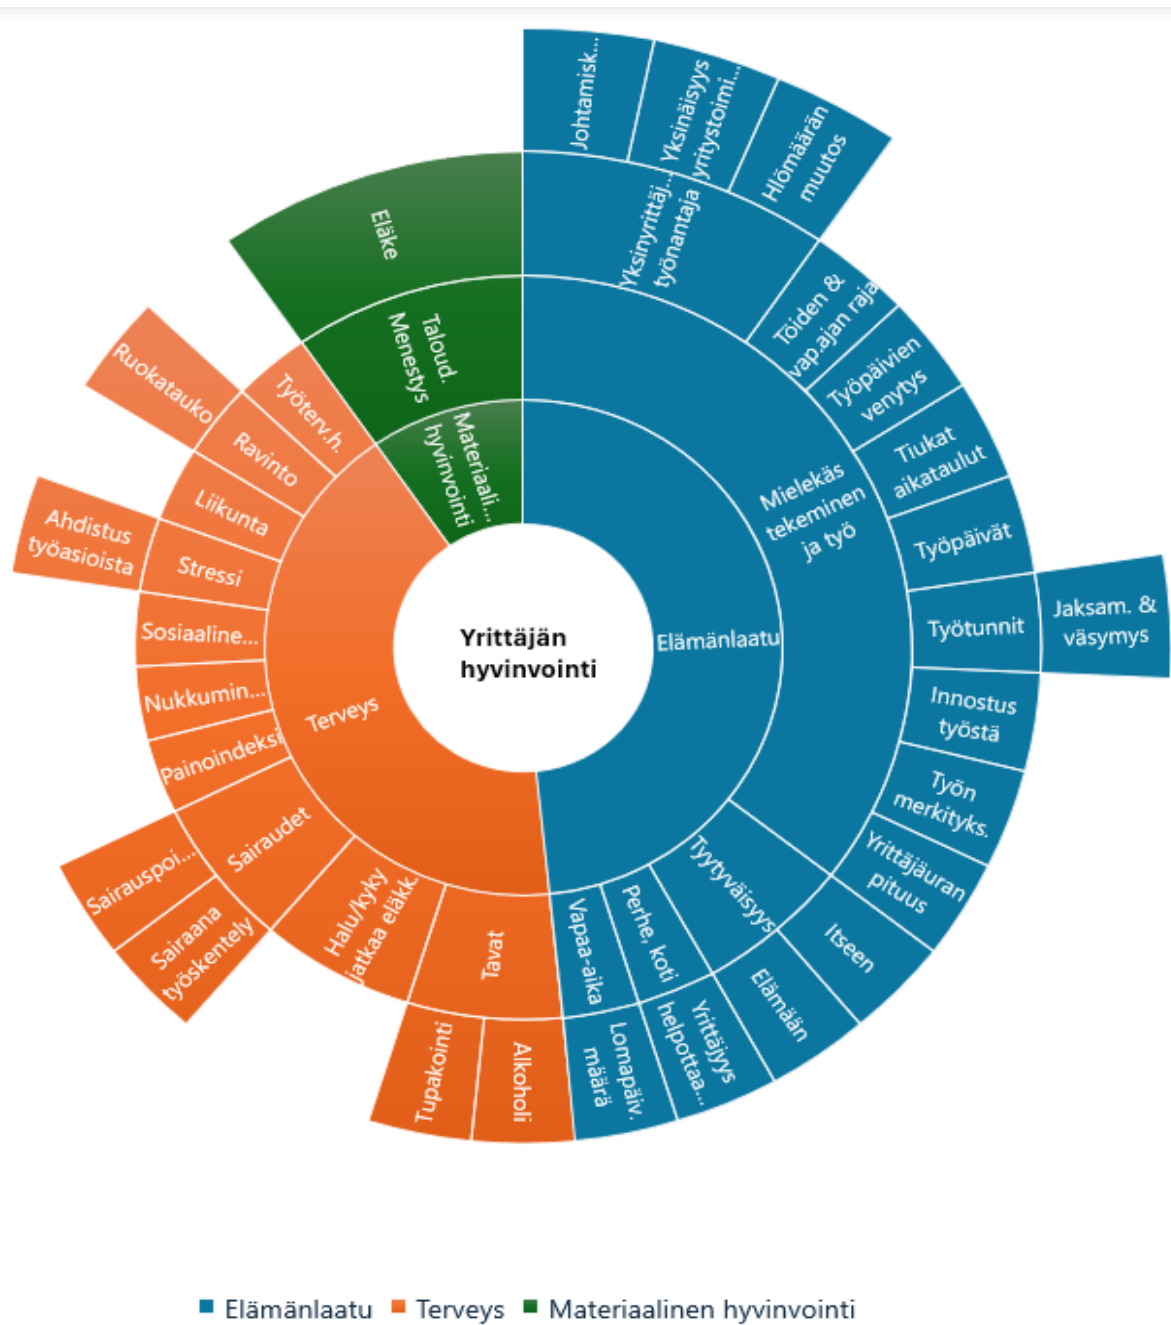 Yrittäjän
hyvinvointi
Elämänlaatu
Mielekäs
tekeminen
ja työ
Yksinyrittäj...
työnantaja
Johtamisk...
Yksinäisyys
yritystoimi...
Hlömäärän
muutos
Töiden &
vap.ajan raja
Työpäivien
venytys
Tiukat
aikataulut
Työpäivät
Työtunnit
Jaksam. &
väsymys
Innostus
työstä
Työn
merkityks.
Yrittäjäuran
pituus
Tyytyväisyys
Itseen
Elämään
Perhe, koti
Yrittäjyys
helpottaa...
Vapaa-aika
Lomapäiv.
määrä
Terveys
Tavat
Alkoholi
Tupakointi
Halu/kyky
jatkaa eläkk.
Sairaudet
Sairaana
työskentely
Sairauspoi...
Painoindeksi
Nukkumin...
Sosiaaline...
Stressi
Ahdistus
työasioista
Liikunta
Ravinto
Ruokatauko
Työterv.h.
Materiaali...
hyvinvointi
Taloud.
Menestys
Eläke
Elämänlaatu
Terveys
Materiaalinen hyvinvointi